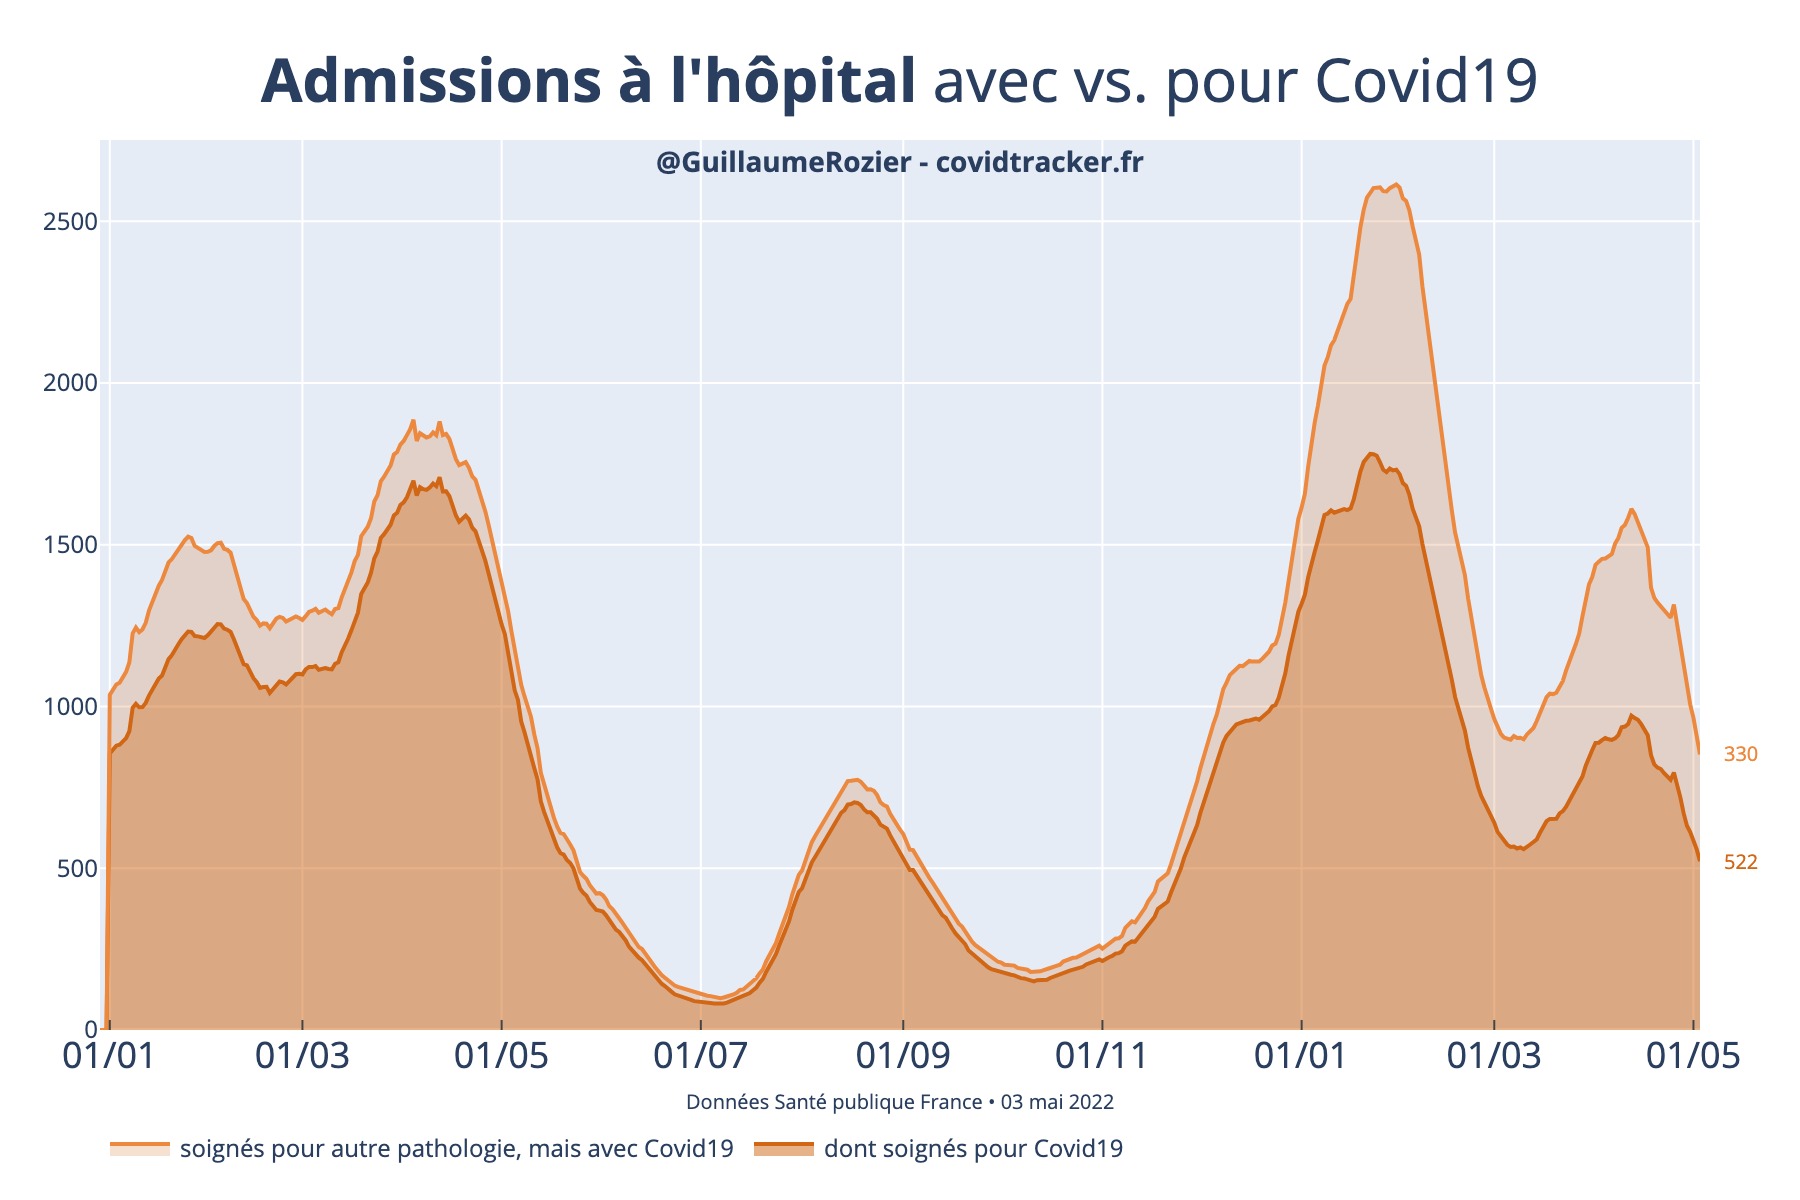 Admissions à l'hôpital avec vs. pour Covid19
@GuillaumeRozier - covidtracker.fr
2500
2000
1500
1000
500
0
330
522
01/01 01/03 01/05 01/07 01/09 01/11 01/01 01/03 01/05
Données Santé publique France • 03 mai 2022
soignés pour autre pathologie, mais avec Covid19 dont soignés pour Covid19